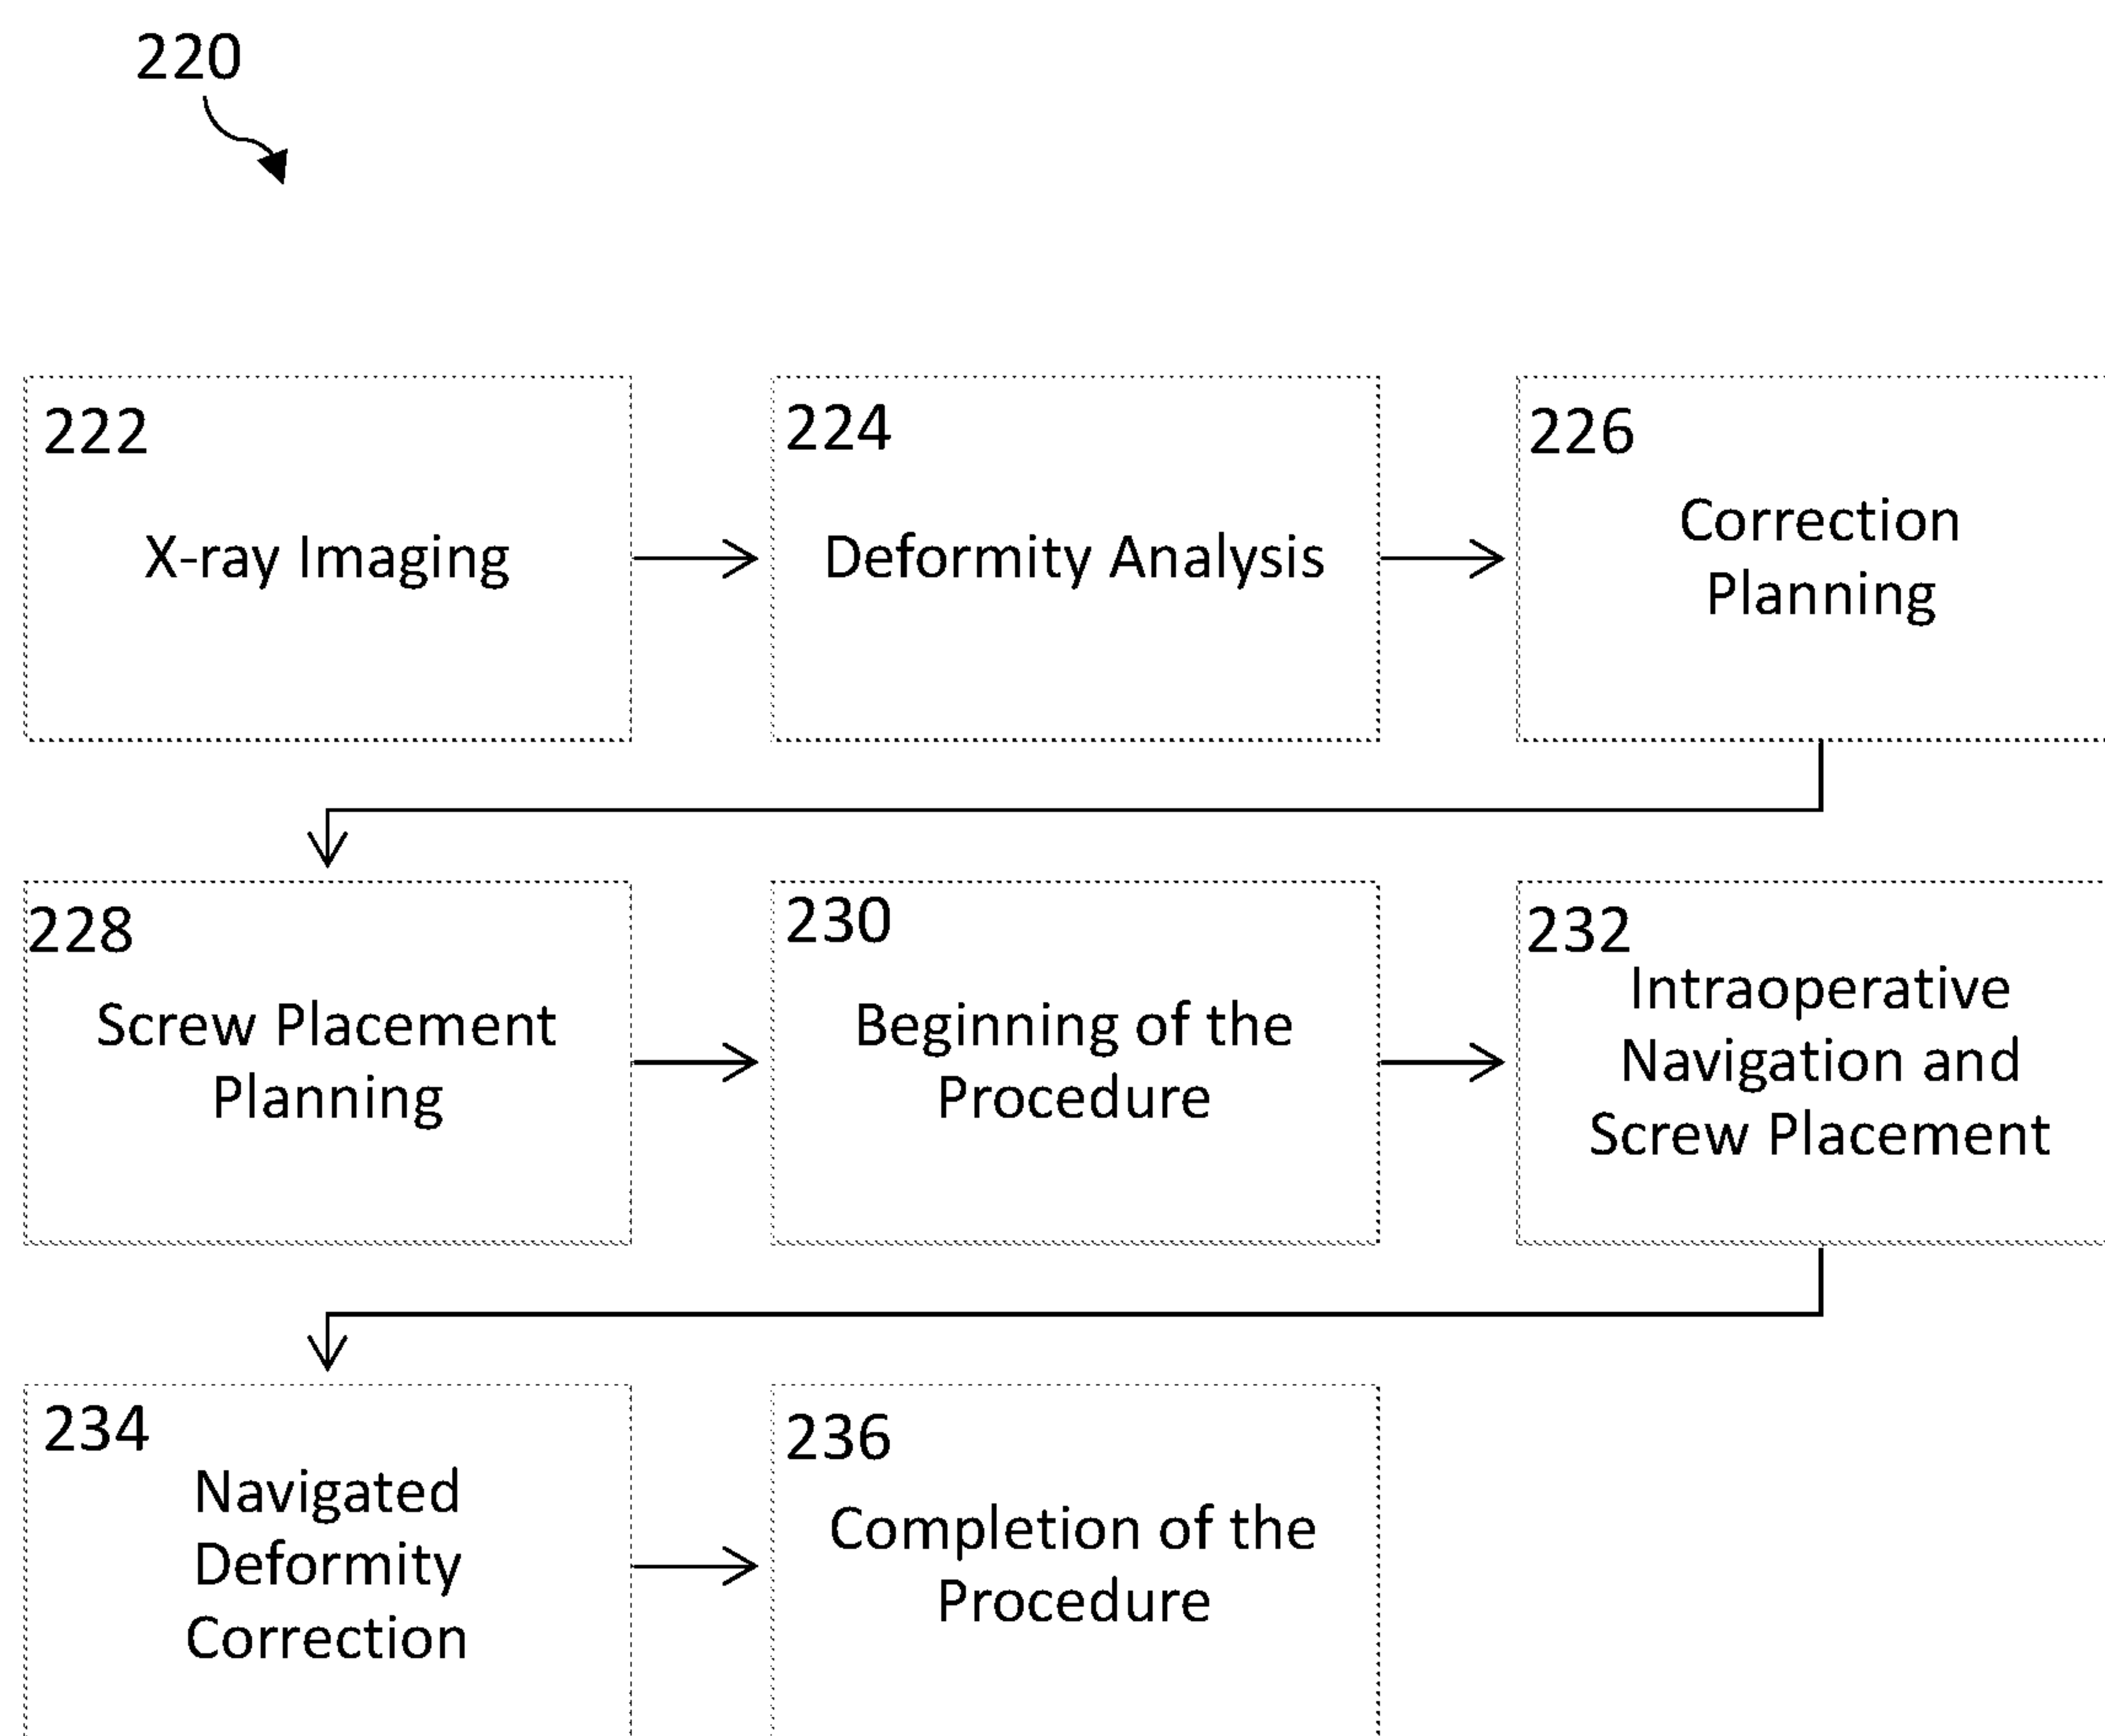 220
222
X-ray Imaging
224
Deformity Analysis
226
Correction
Planning
228
Screw Placement
Planning
230
Beginning of the
Procedure
232
Intraoperative
Navigation and
Screw Placement
234
Navigated
Deformity
Correction
236
Completion of the
Procedure